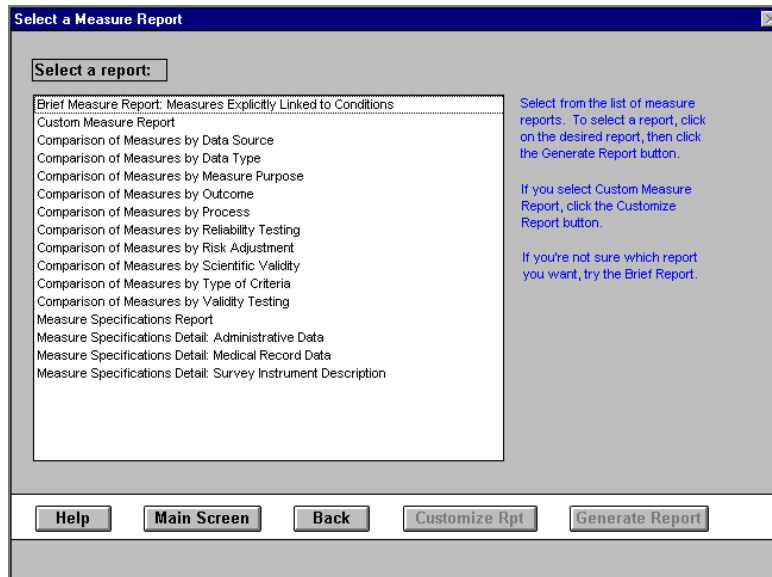 Select a Measure Report
Select a report:
Brief Measure Report: Measures Explicitly Linked to Conditions
Custom Measure Report
Comparison of Measures by Data Source
Comparison of Measures by Data Type
Comparison of Measures by Measure Purpose
Comparison of Measures by Outcome
Comparison of Measures by Process
Comparison of Measures by Reliability Testing
Comparison of Measures by Risk Adjustment
Comparison of Measures by Scientific Validity
Comparison of Measures by Type of Criteria
Comparison of Measures by Validity Testing
Measure Specifications Report
Measure Specifications Detail: Administrative Data
Measure Specifications Detail: Medical Record Data
Measure Specifications Detail: Survey Instrument Description
Select from the list of measure
reports. To select a report, click
on the desired report, then click
the Generate Report button.
If you select Custom Measure
Report, click the Customize
Report button.
If you're not sure which report
you want, try the Brief Report.
Help
Main Screen
Back
Customize Rpt
Generate Report